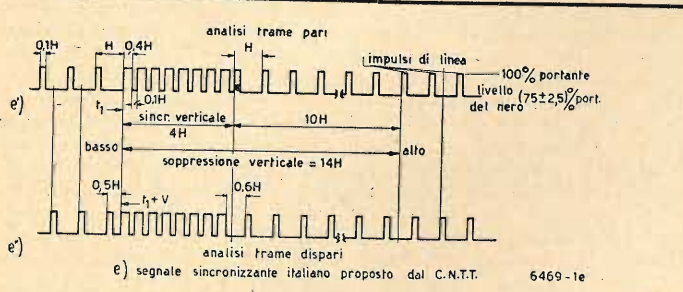 analisi trame pari
0,1H H 0,4H H impulsi di linea
100% portante
livello del nero (75±2,5)% port.
e')
t₁ 0,1H
sincr. verticale 10H
4H
basso alto
soppressione verticale = 14H
0,5H 0,6H
t₁+V
e")
analisi trame dispari
e) segnale sincronizzante italiano proposto dal C.N.T.T. 6469-1e